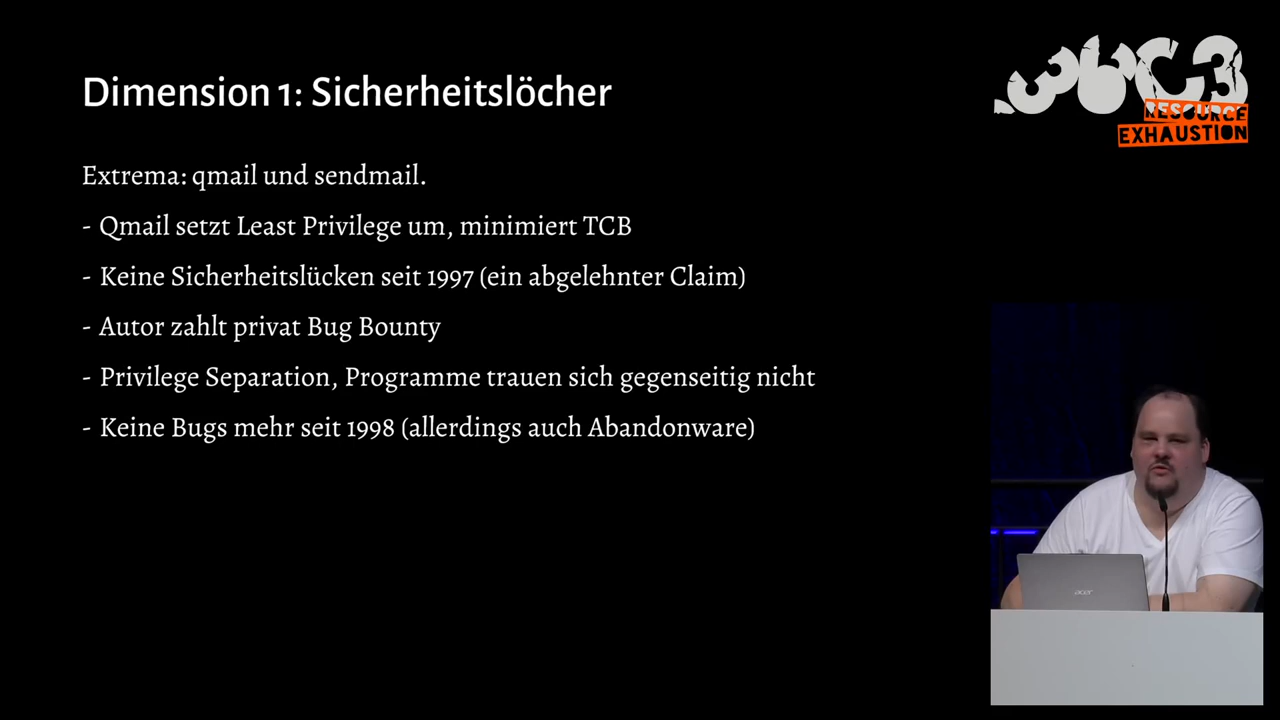 Dimension 1: Sicherheitslöcher
36C3
RESOURCE
EXHAUSTION
Extrema: qmail und sendmail.
- Qmail setzt Least Privilege um, minimiert TCB
- Keine Sicherheitslücken seit 1997 (ein abgelehnter Claim)
- Autor zahlt privat Bug Bounty
- Privilege Separation, Programme trauen sich gegenseitig nicht
- Keine Bugs mehr seit 1998 (allerdings auch Abandonware)
acer